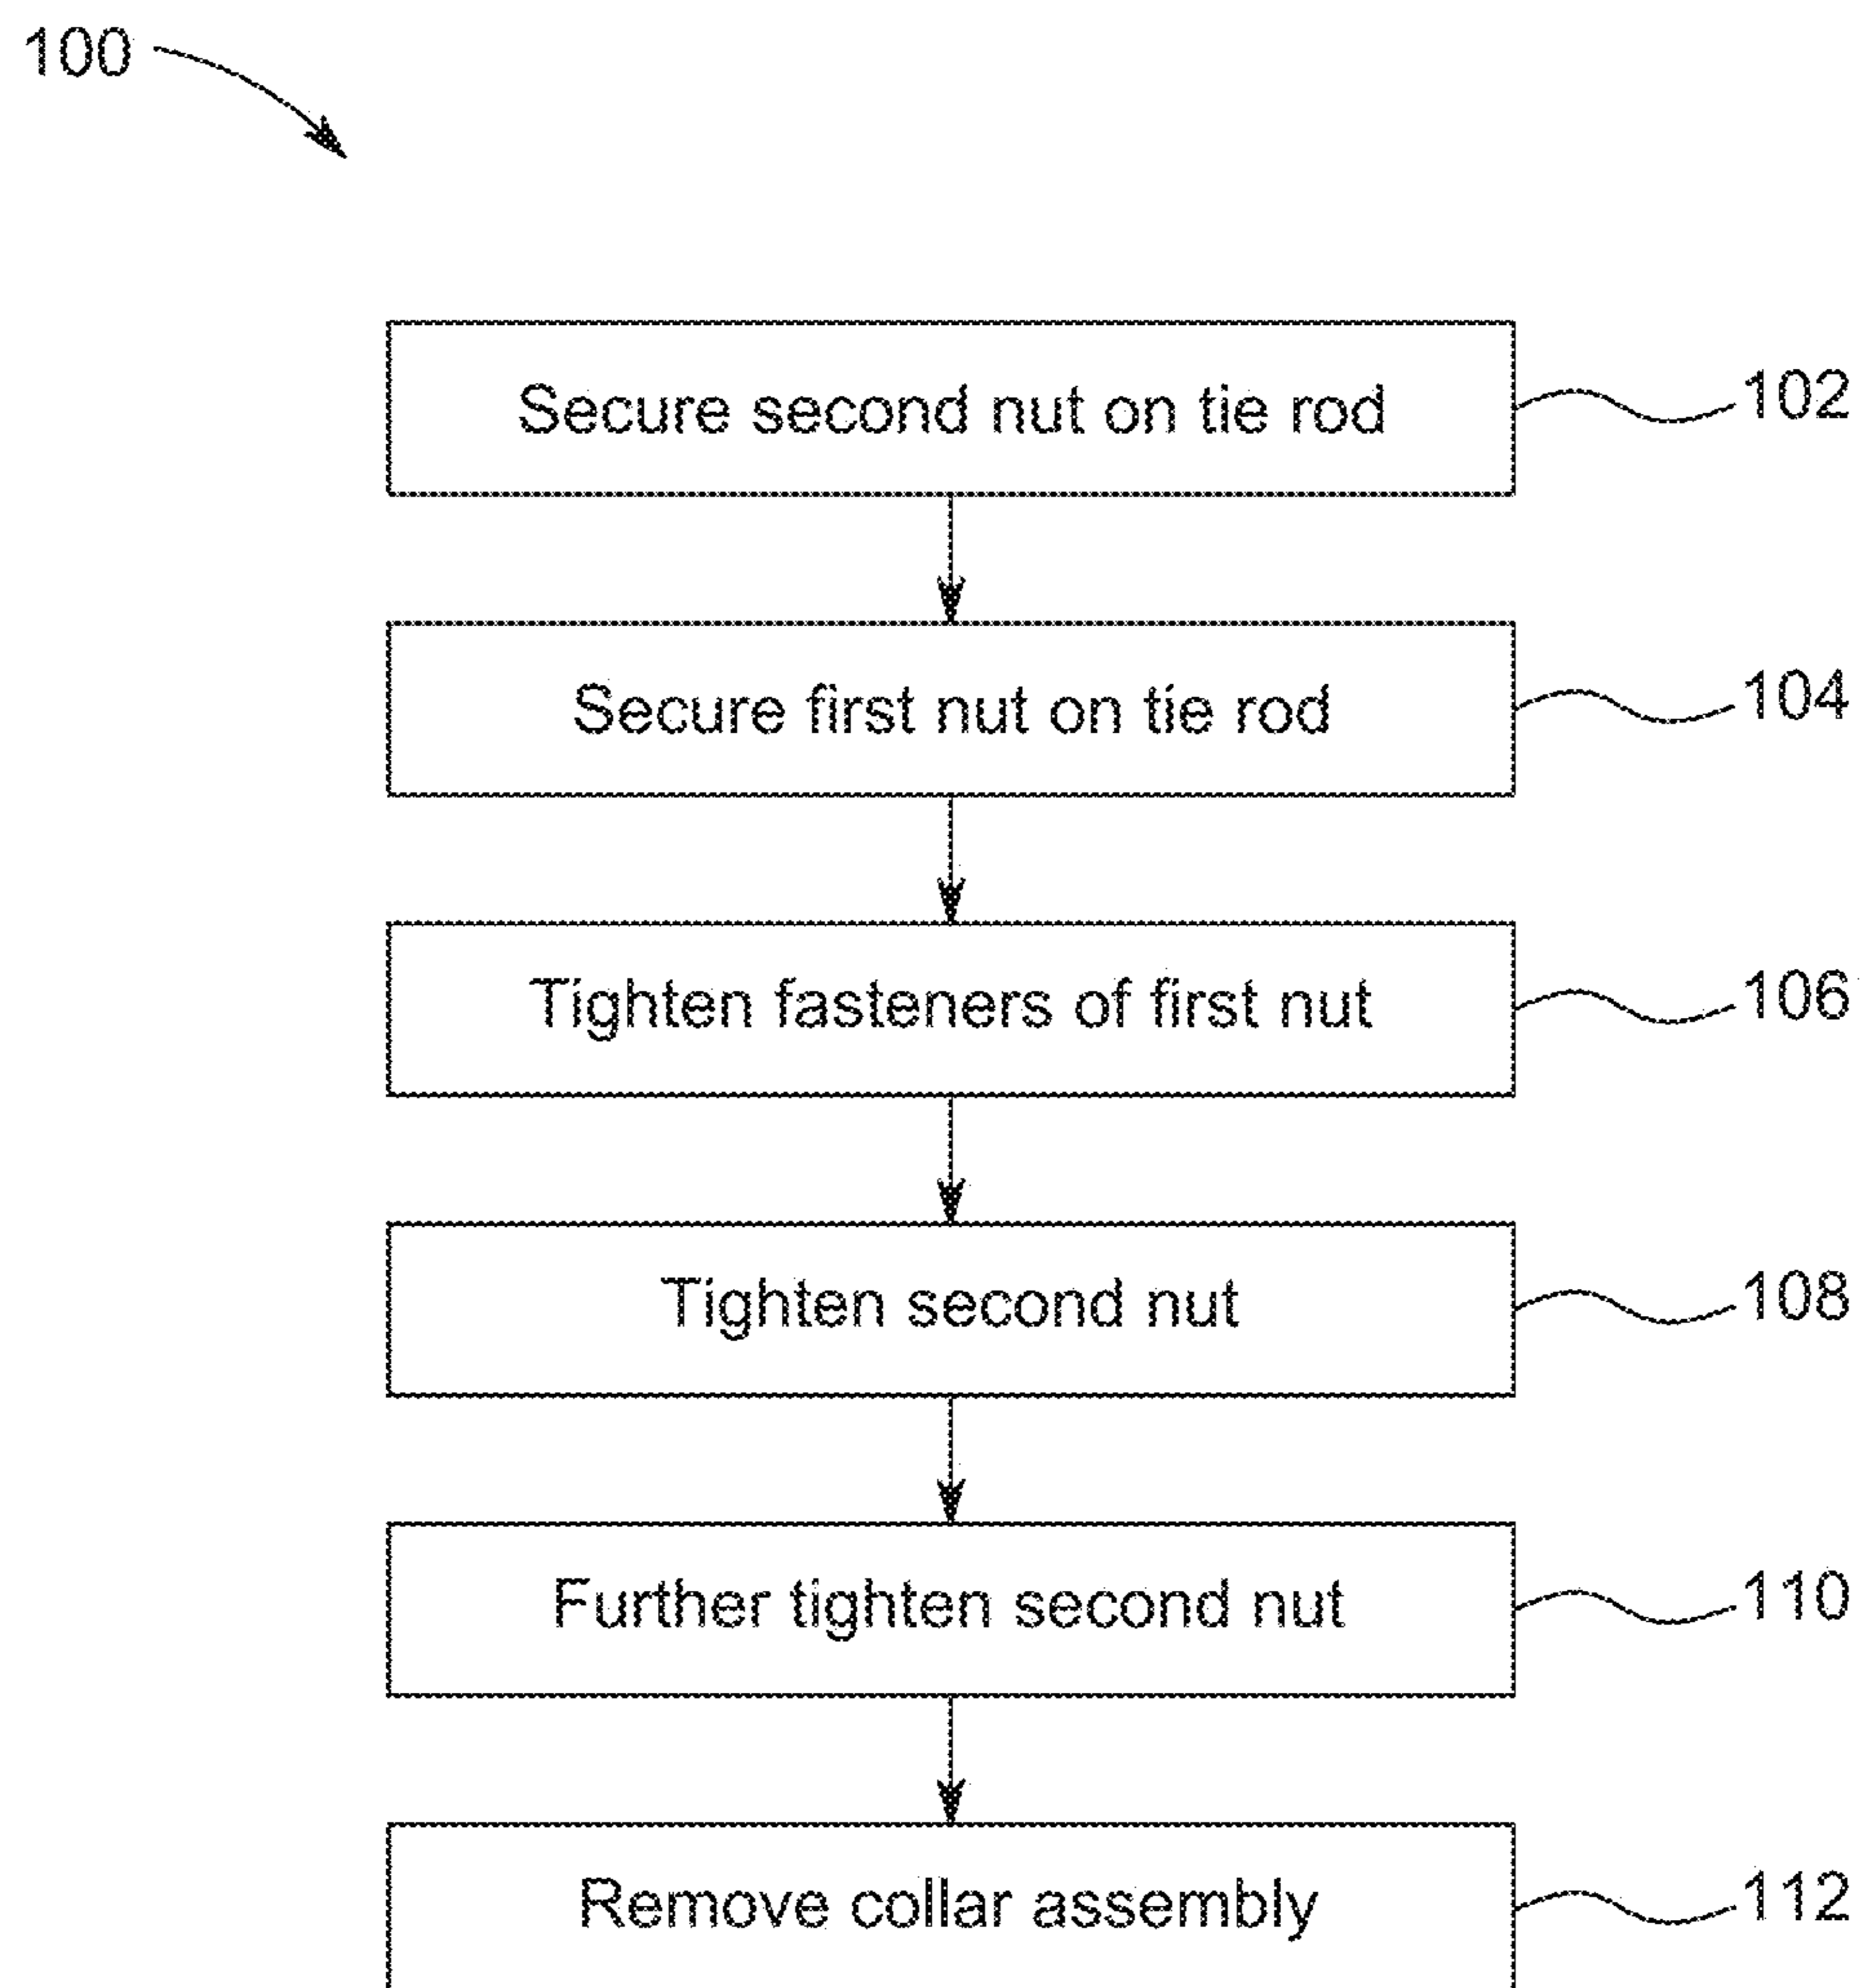 100
Secure second nut on tie rod 102
Secure first nut on tie rod 104
Tighten fasteners of first nut 106
Tighten second nut 108
Further tighten second nut 110
Remove collar assembly 112